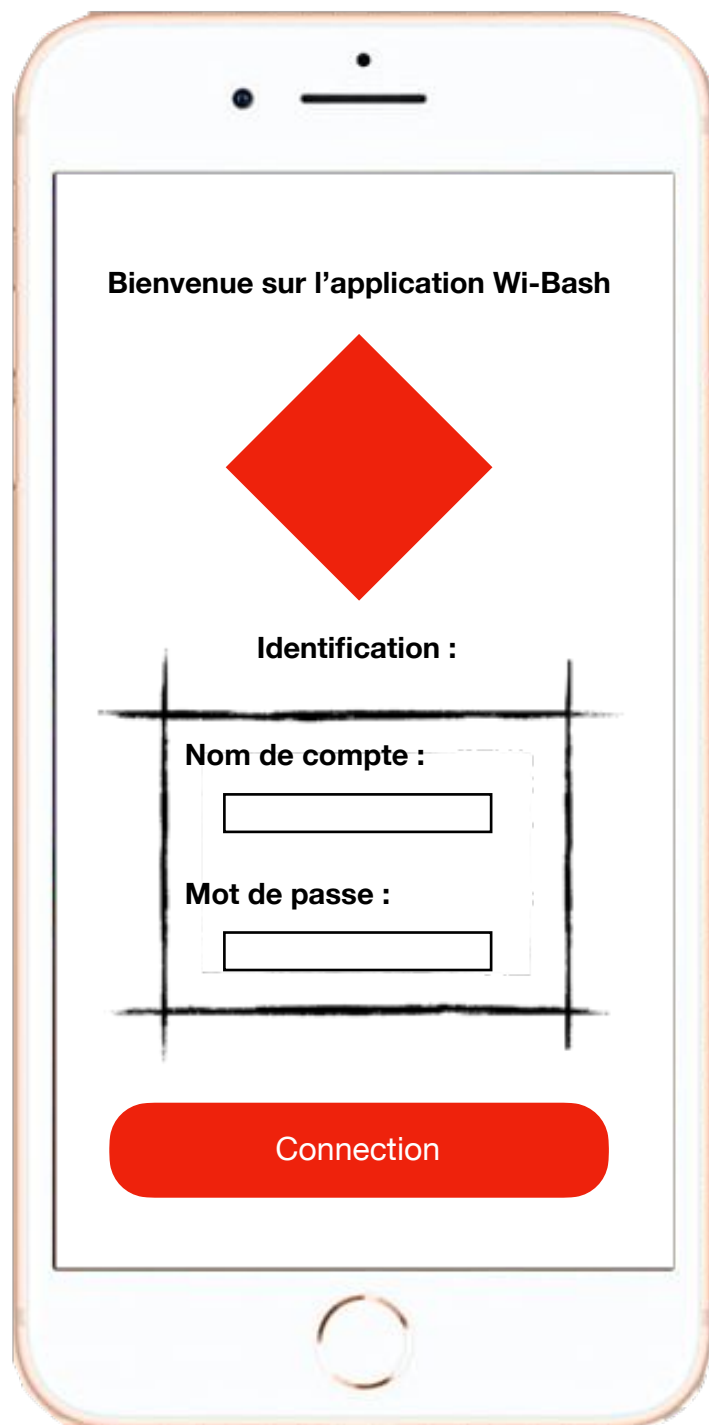 Bienvenue sur l’application Wi-Bash
Identification :
Nom de compte :
Mot de passe :
Connection